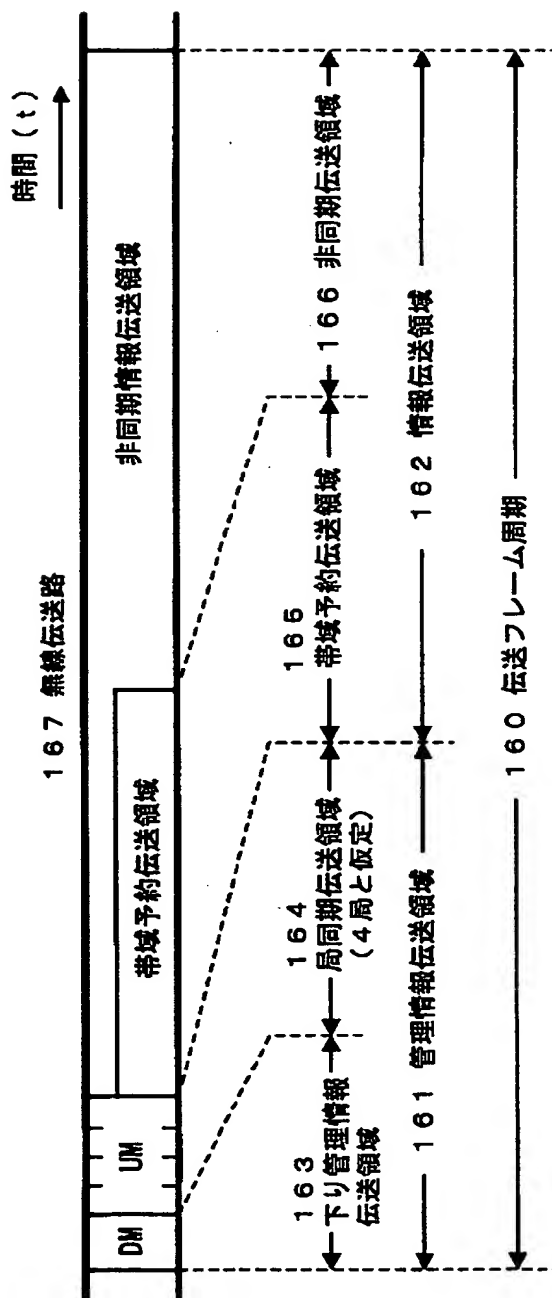 時間 (t)
167 無線伝送路
DM
UM
帯域予約伝送領域
非同期情報伝送領域
163
下り管理情報
伝送領域
164
局同期伝送領域
(4局と仮定)
165
帯域予約伝送領域
166 非同期伝送領域
161 管理情報伝送領域
162 情報伝送領域
160 伝送フレーム周期